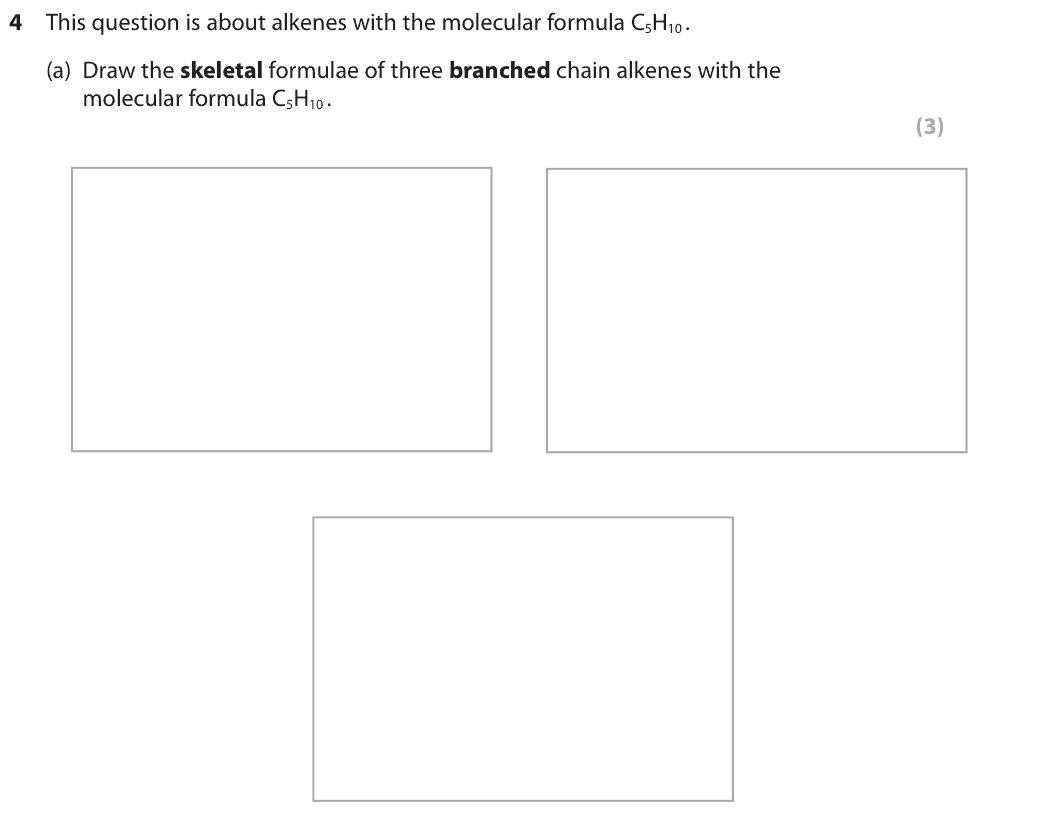 4 This question is about alkenes with the molecular formula C₅H₁₀.
(a) Draw the skeletal formulae of three branched chain alkenes with the
molecular formula C₅H₁₀.
(3)